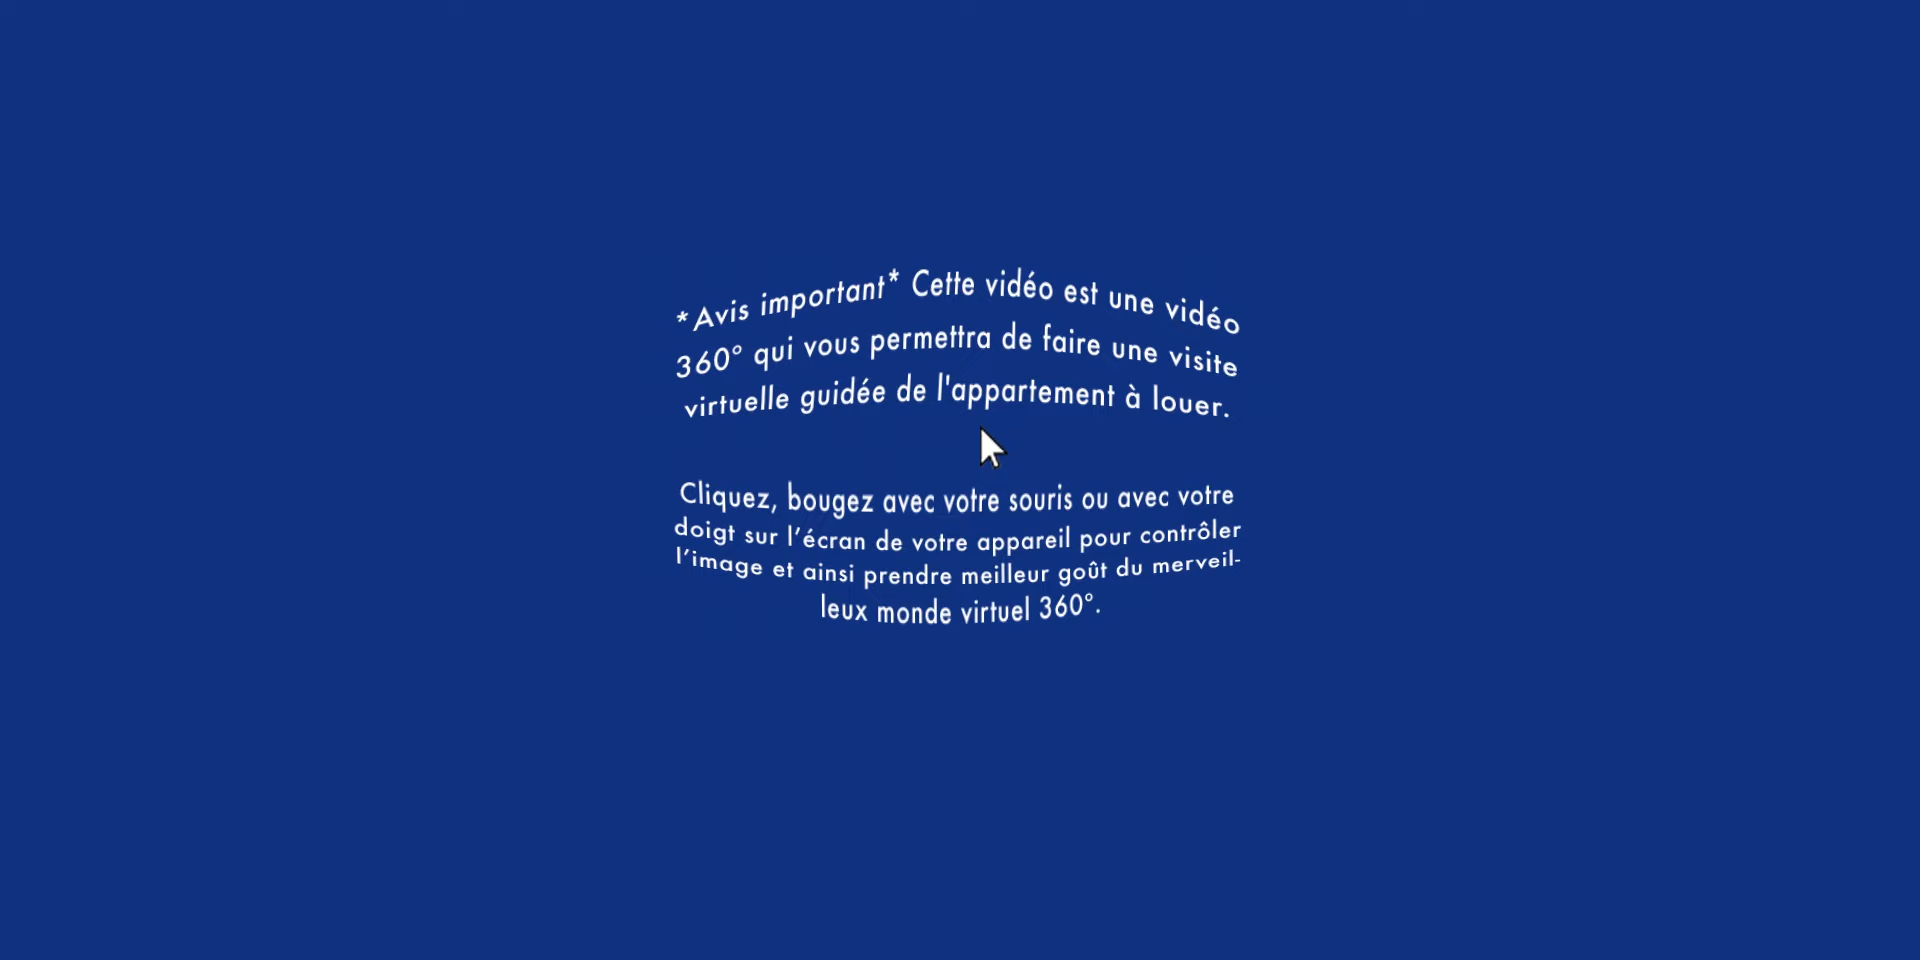 *Avis important* Cette vidéo est une vidéo
360° qui vous permettra de faire une visite
virtuelle guidée de l'appartement à louer.
Cliquez, bougez avec votre souris ou avec votre
doigt sur l’écran de votre appareil pour contrôler
l’image et ainsi prendre meilleur goût du merveil-
leux monde virtuel 360°.